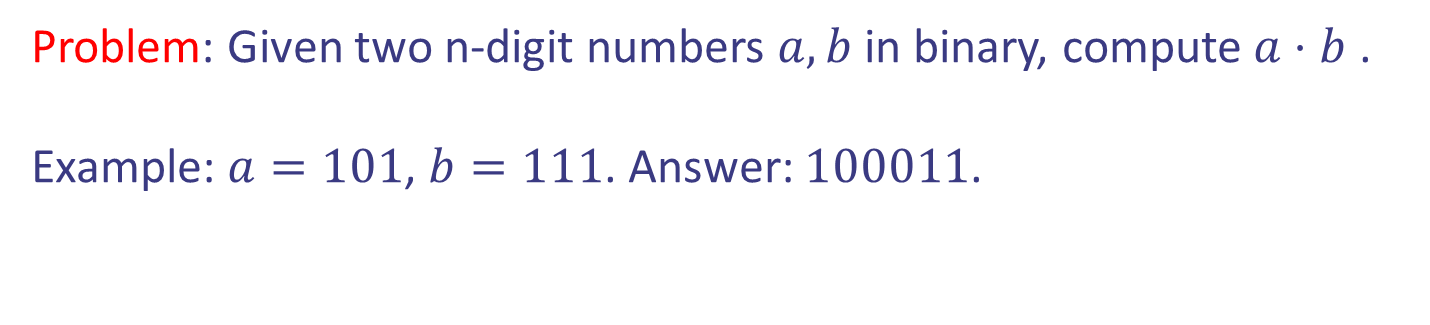 Problem: Given two n-digit numbers a, b in binary, compute a · b .
Example: a = 101, b = 111. Answer: 100011.